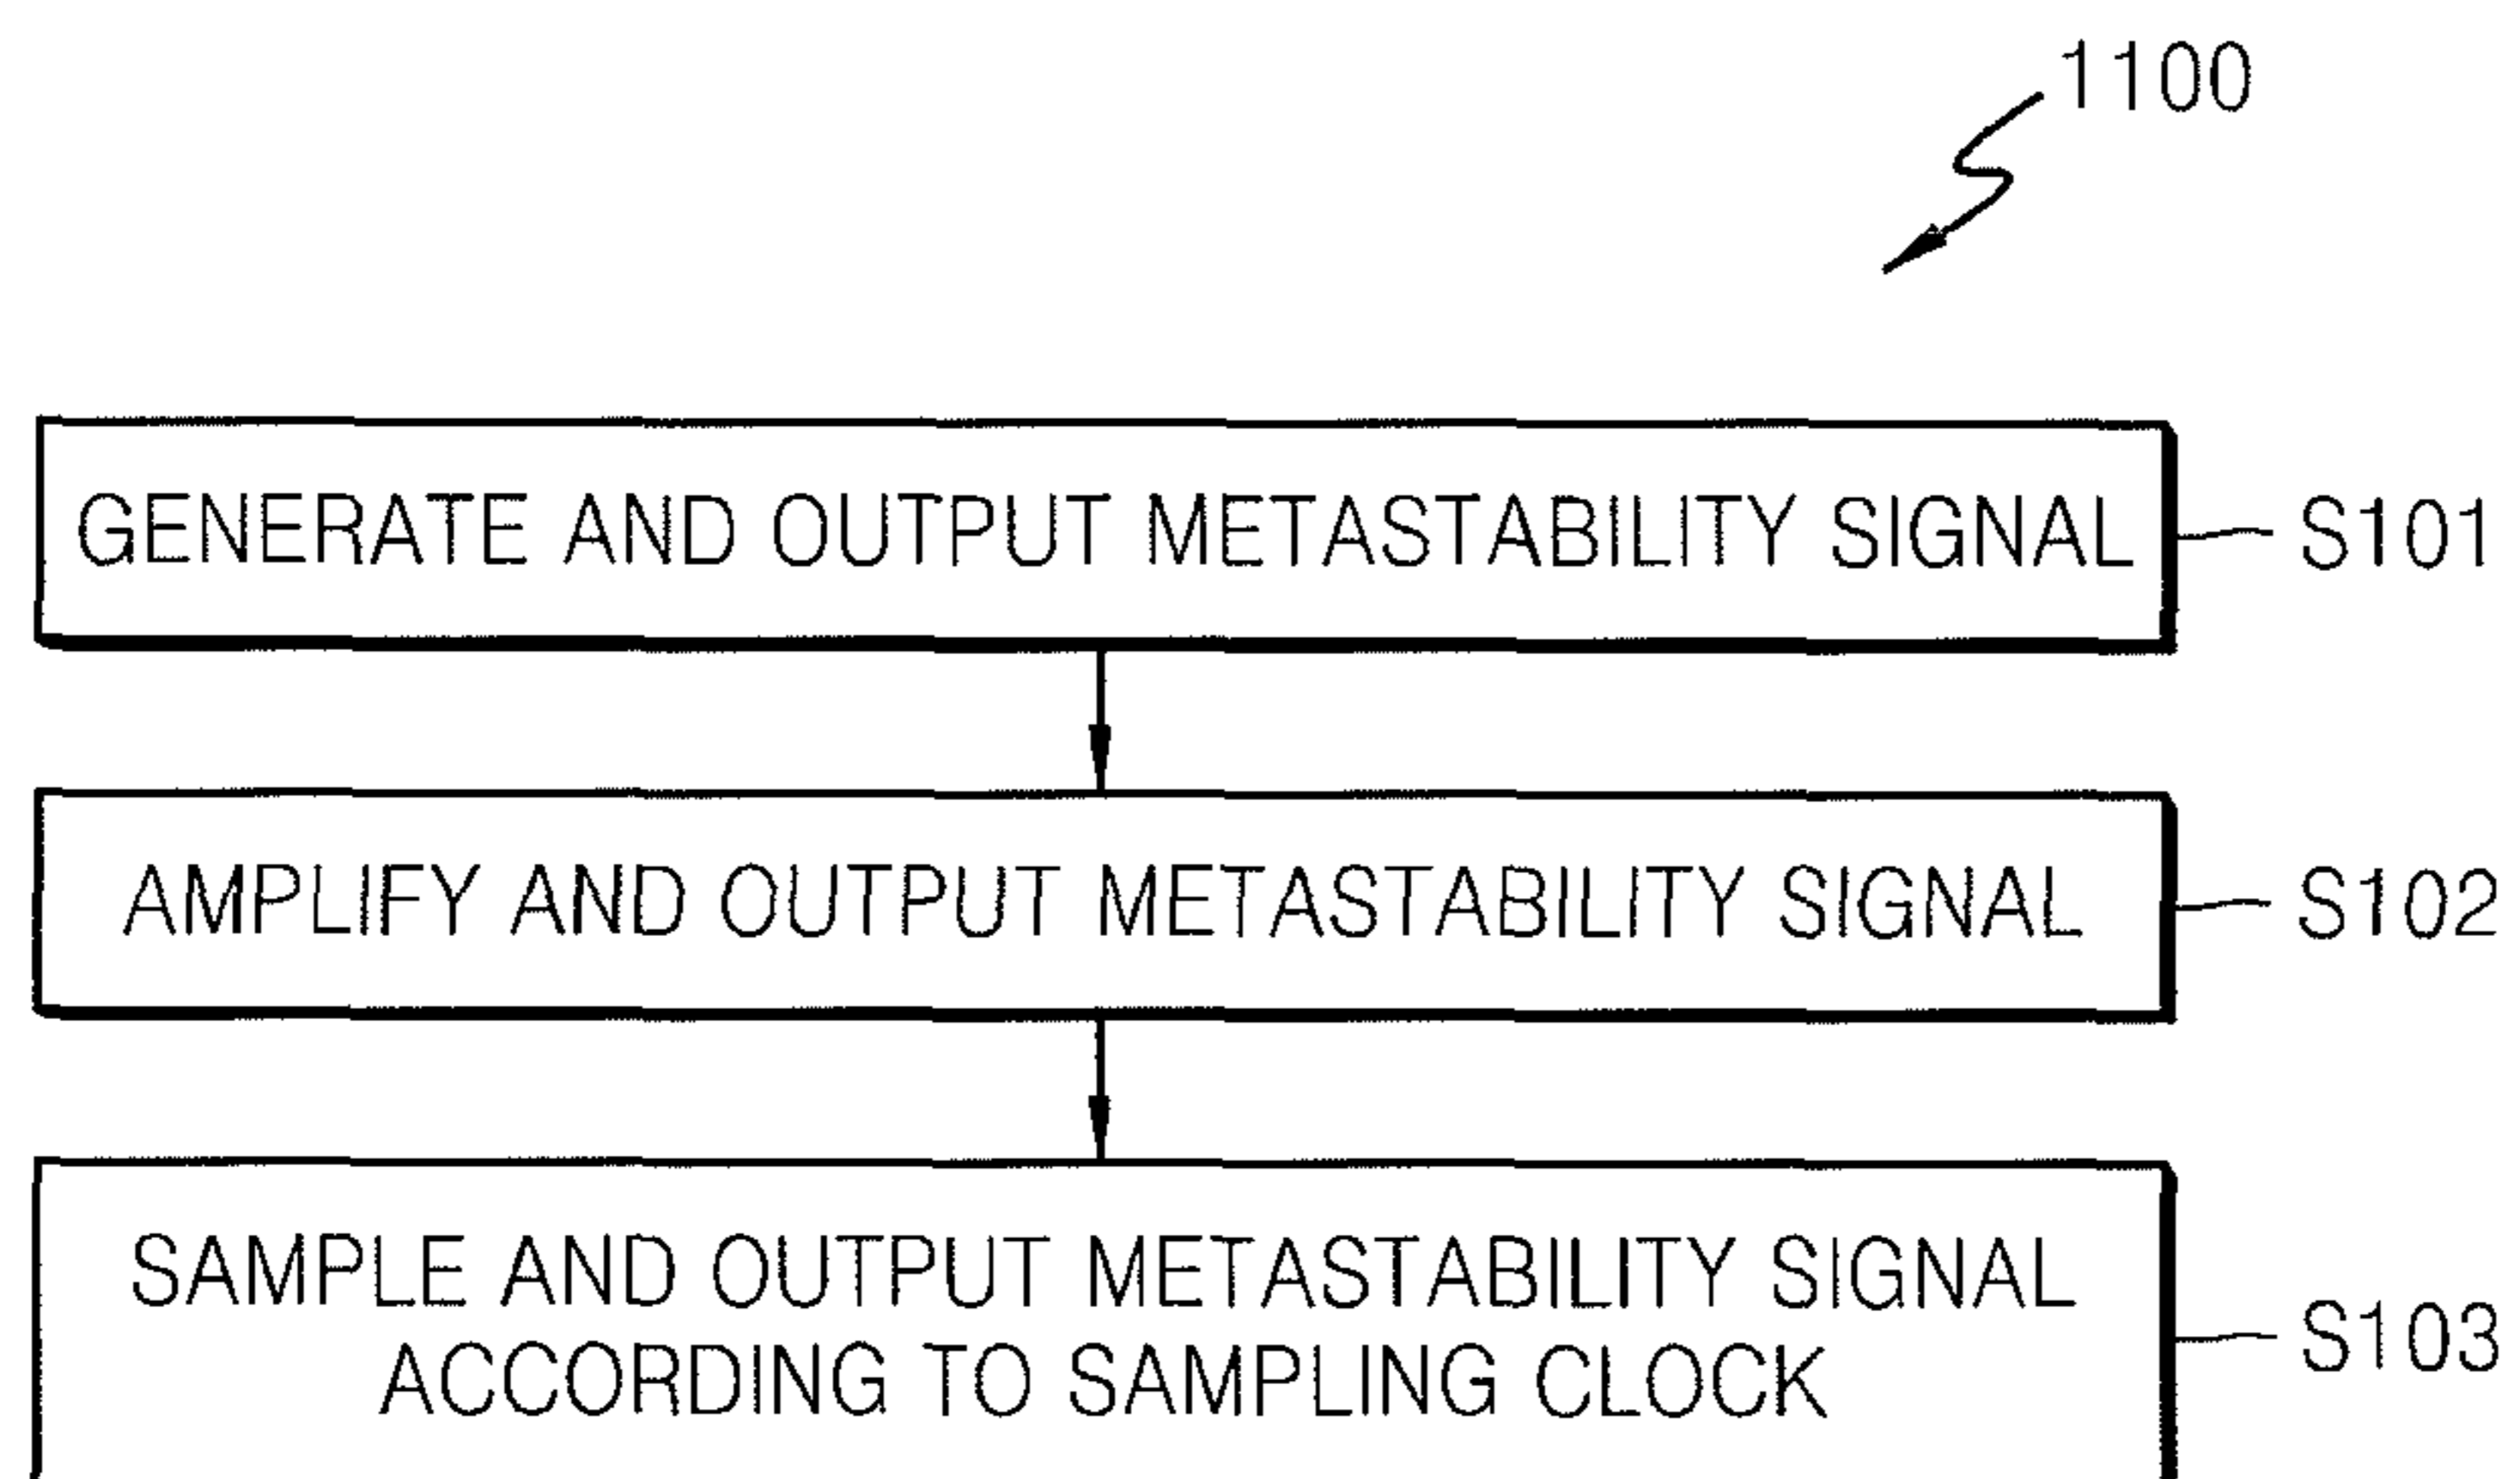 1100
GENERATE AND OUTPUT METASTABILITY SIGNAL
S101
AMPLIFY AND OUTPUT METASTABILITY SIGNAL
S102
SAMPLE AND OUTPUT METASTABILITY SIGNAL
ACCORDING TO SAMPLING CLOCK
S103